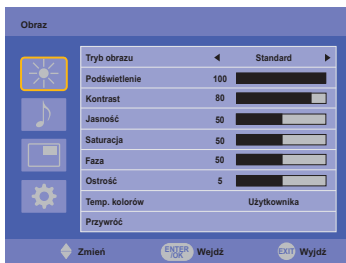 Obraz
Tryb obrazu Standard
Podświetlenie 100
Kontrast 80
Jasność 50
Saturacja 50
Faza 50
Ostrość 5
Temp. kolorów Użytkownika
Przywróć
Zmień ENTER /OK Wejdź EXIT Wyjdź